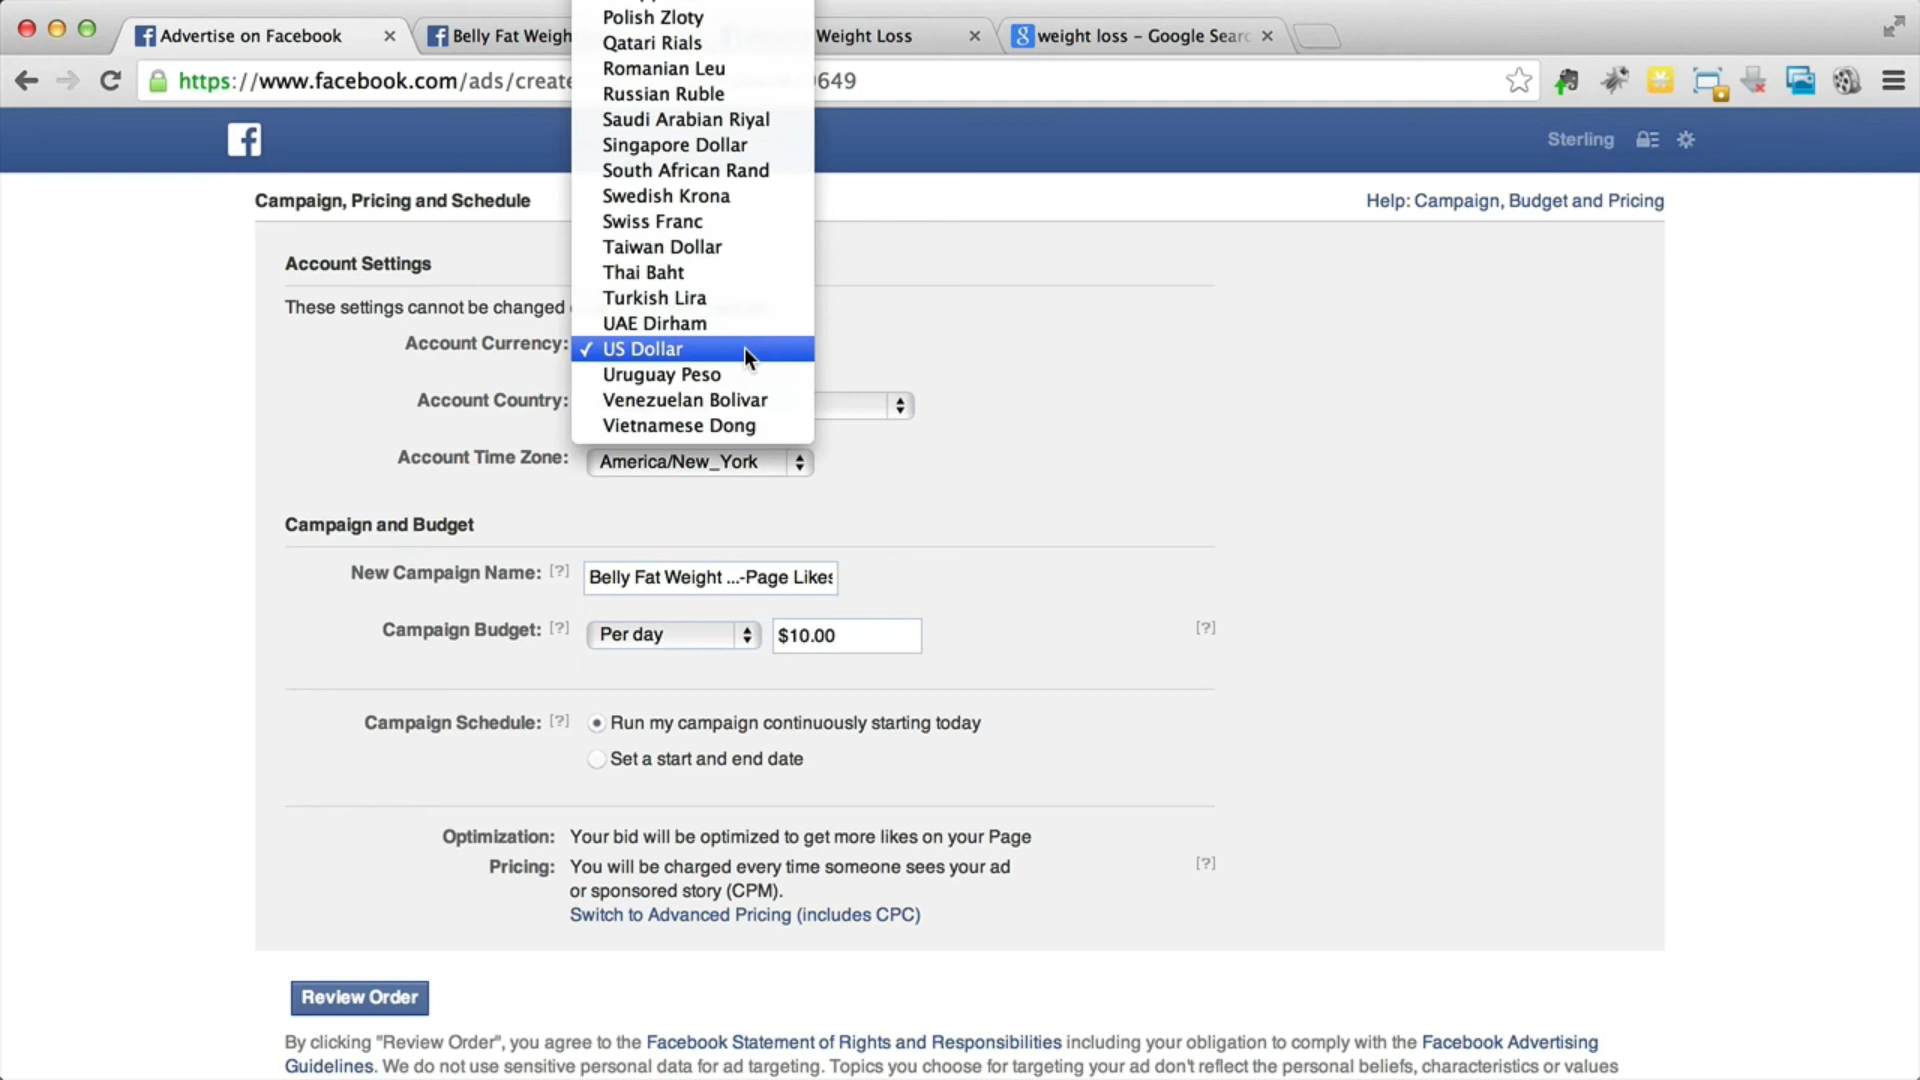 Advertise on Facebook
Belly Fat Weigh
Weight Loss
weight loss – Google Searc
https://www.facebook.com/ads/create
649
Sterling
Polish Zloty
Qatari Rials
Romanian Leu
Russian Ruble
Saudi Arabian Riyal
Singapore Dollar
South African Rand
Swedish Krona
Swiss Franc
Taiwan Dollar
Thai Baht
Turkish Lira
UAE Dirham
✓ US Dollar
Uruguay Peso
Venezuelan Bolivar
Vietnamese Dong
Campaign, Pricing and Schedule
Help: Campaign, Budget and Pricing
Account Settings
These settings cannot be changed
Account Currency:
Account Country:
Account Time Zone: America/New_York
Campaign and Budget
New Campaign Name: [?] Belly Fat Weight ...-Page Likes
Campaign Budget: [?] Per day $10.00 [?]
Campaign Schedule: [?] Run my campaign continuously starting today
Set a start and end date
Optimization: Your bid will be optimized to get more likes on your Page
Pricing: You will be charged every time someone sees your ad [?]
or sponsored story (CPM).
Switch to Advanced Pricing (includes CPC)
Review Order
By clicking "Review Order", you agree to the Facebook Statement of Rights and Responsibilities including your obligation to comply with the Facebook Advertising
Guidelines. We do not use sensitive personal data for ad targeting. Topics you choose for targeting your ad don't reflect the personal beliefs, characteristics or values